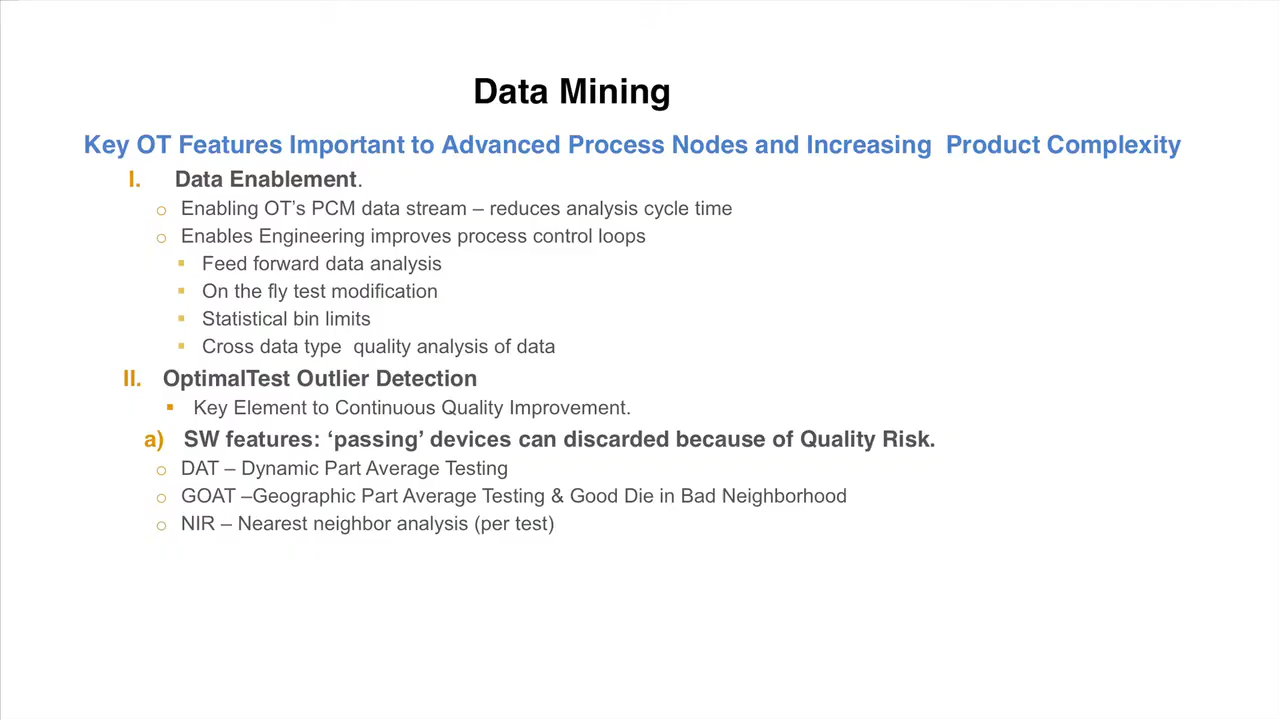 Data Mining
Key OT Features Important to Advanced Process Nodes and Increasing  Product Complexity
I. Data Enablement.
o Enabling OT’s PCM data stream – reduces analysis cycle time
o Enables Engineering improves process control loops
▪ Feed forward data analysis
▪ On the fly test modification
▪ Statistical bin limits
▪ Cross data type  quality analysis of data
II. OptimalTest Outlier Detection
▪ Key Element to Continuous Quality Improvement.
a) SW features: ‘passing’ devices can discarded because of Quality Risk.
o DAT – Dynamic Part Average Testing
o GOAT –Geographic Part Average Testing & Good Die in Bad Neighborhood
o NIR – Nearest neighbor analysis (per test)